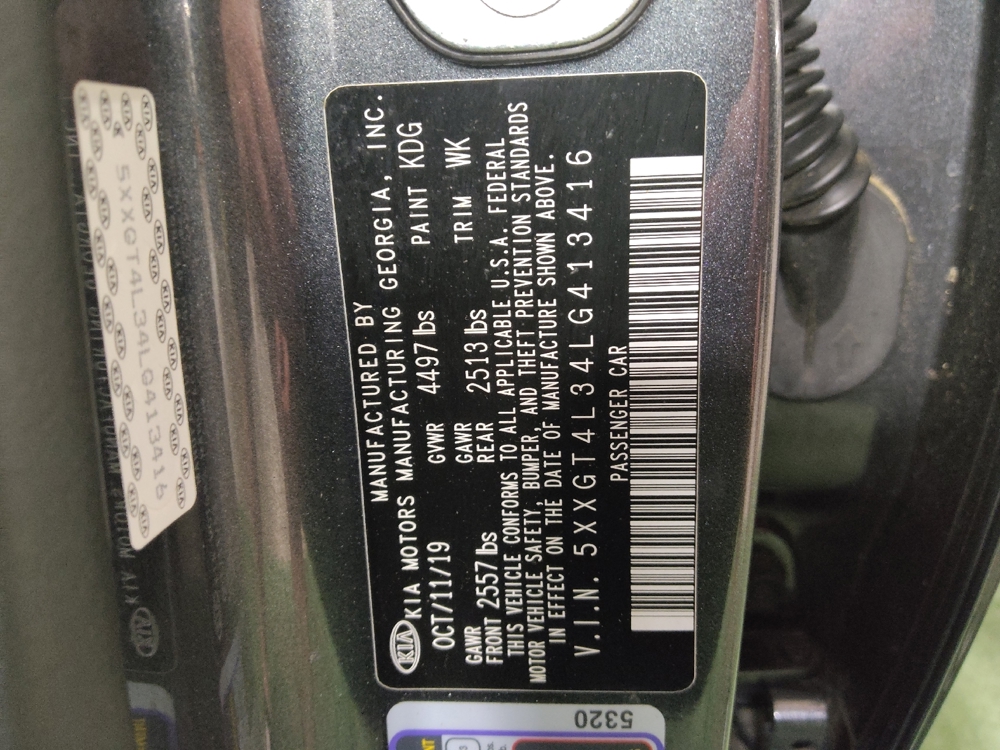 MANUFACTURED BY
KIA KIA MOTORS MANUFACTURING GEORGIA, INC.
OCT/11/19 GVWR 4497 lbs PAINT KDG
GAWR FRONT 2557 lbs GAWR REAR 2513 lbs TRIM WK
THIS VEHICLE CONFORMS TO ALL APPLICABLE U.S.A. FEDERAL
MOTOR VEHICLE SAFETY, BUMPER, AND THEFT PREVENTION STANDARDS
IN EFFECT ON THE DATE OF MANUFACTURE SHOWN ABOVE.
V.I.N. 5XXGT4L34LG413416
PASSENGER CAR
5XXGT4L34LG413416
5320